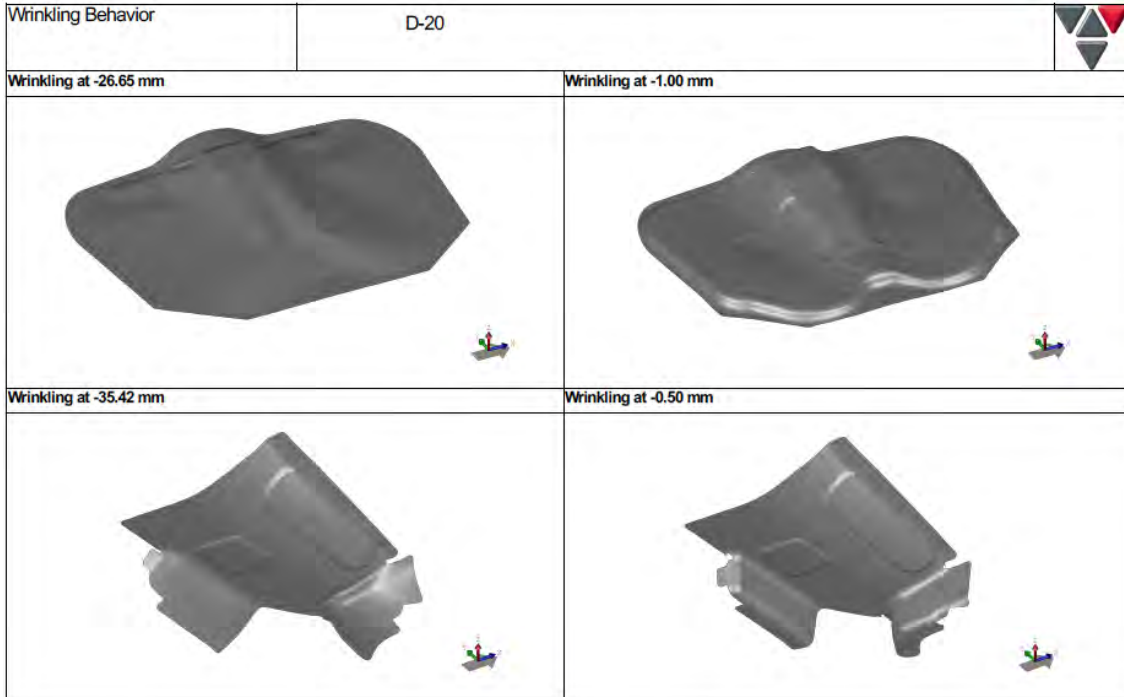 Wrinkling Behavior
D-20
Wrinkling at -26.65 mm
Wrinkling at -1.00 mm
Wrinkling at -35.42 mm
Wrinkling at -0.50 mm